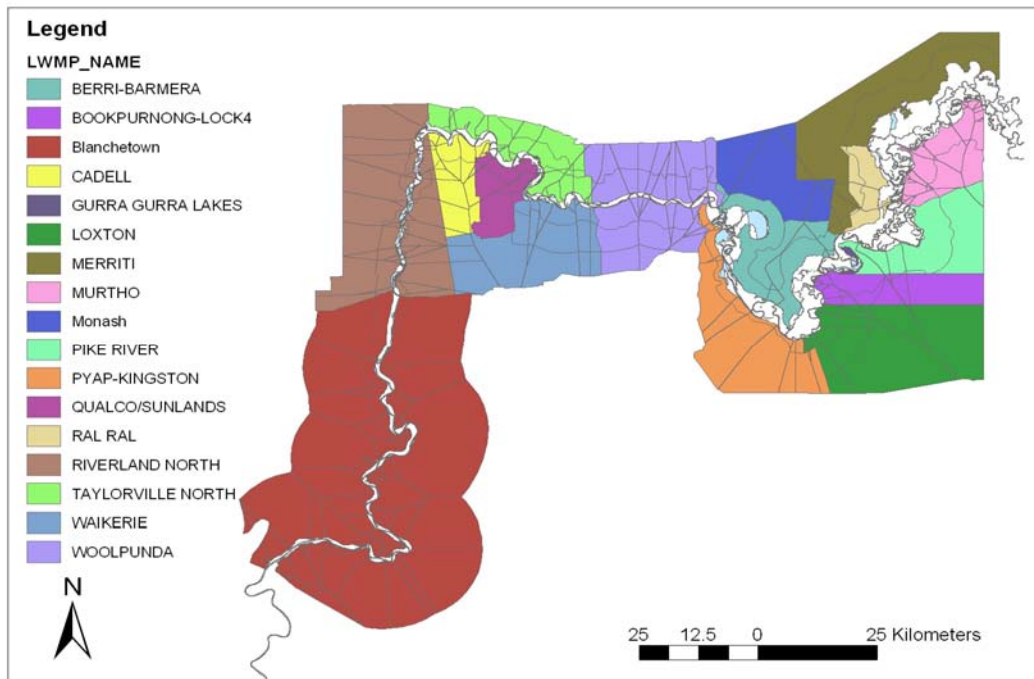 Legend
LWMP_NAME
BERRI-BARMERA
BOOKPURNONG-LOCK4
Blanchetown
CADELL
GURRA GURRA LAKES
LOXTON
MERRITI
MURTHO
Monash
PIKE RIVER
PYAP-KINGSTON
QUALCO/SUNLANDS
RAL RAL
RIVERLAND NORTH
TAYLORVILLE NORTH
WAIKERIE
WOOLPUNDA
N
25 12.5 0 25 Kilometers